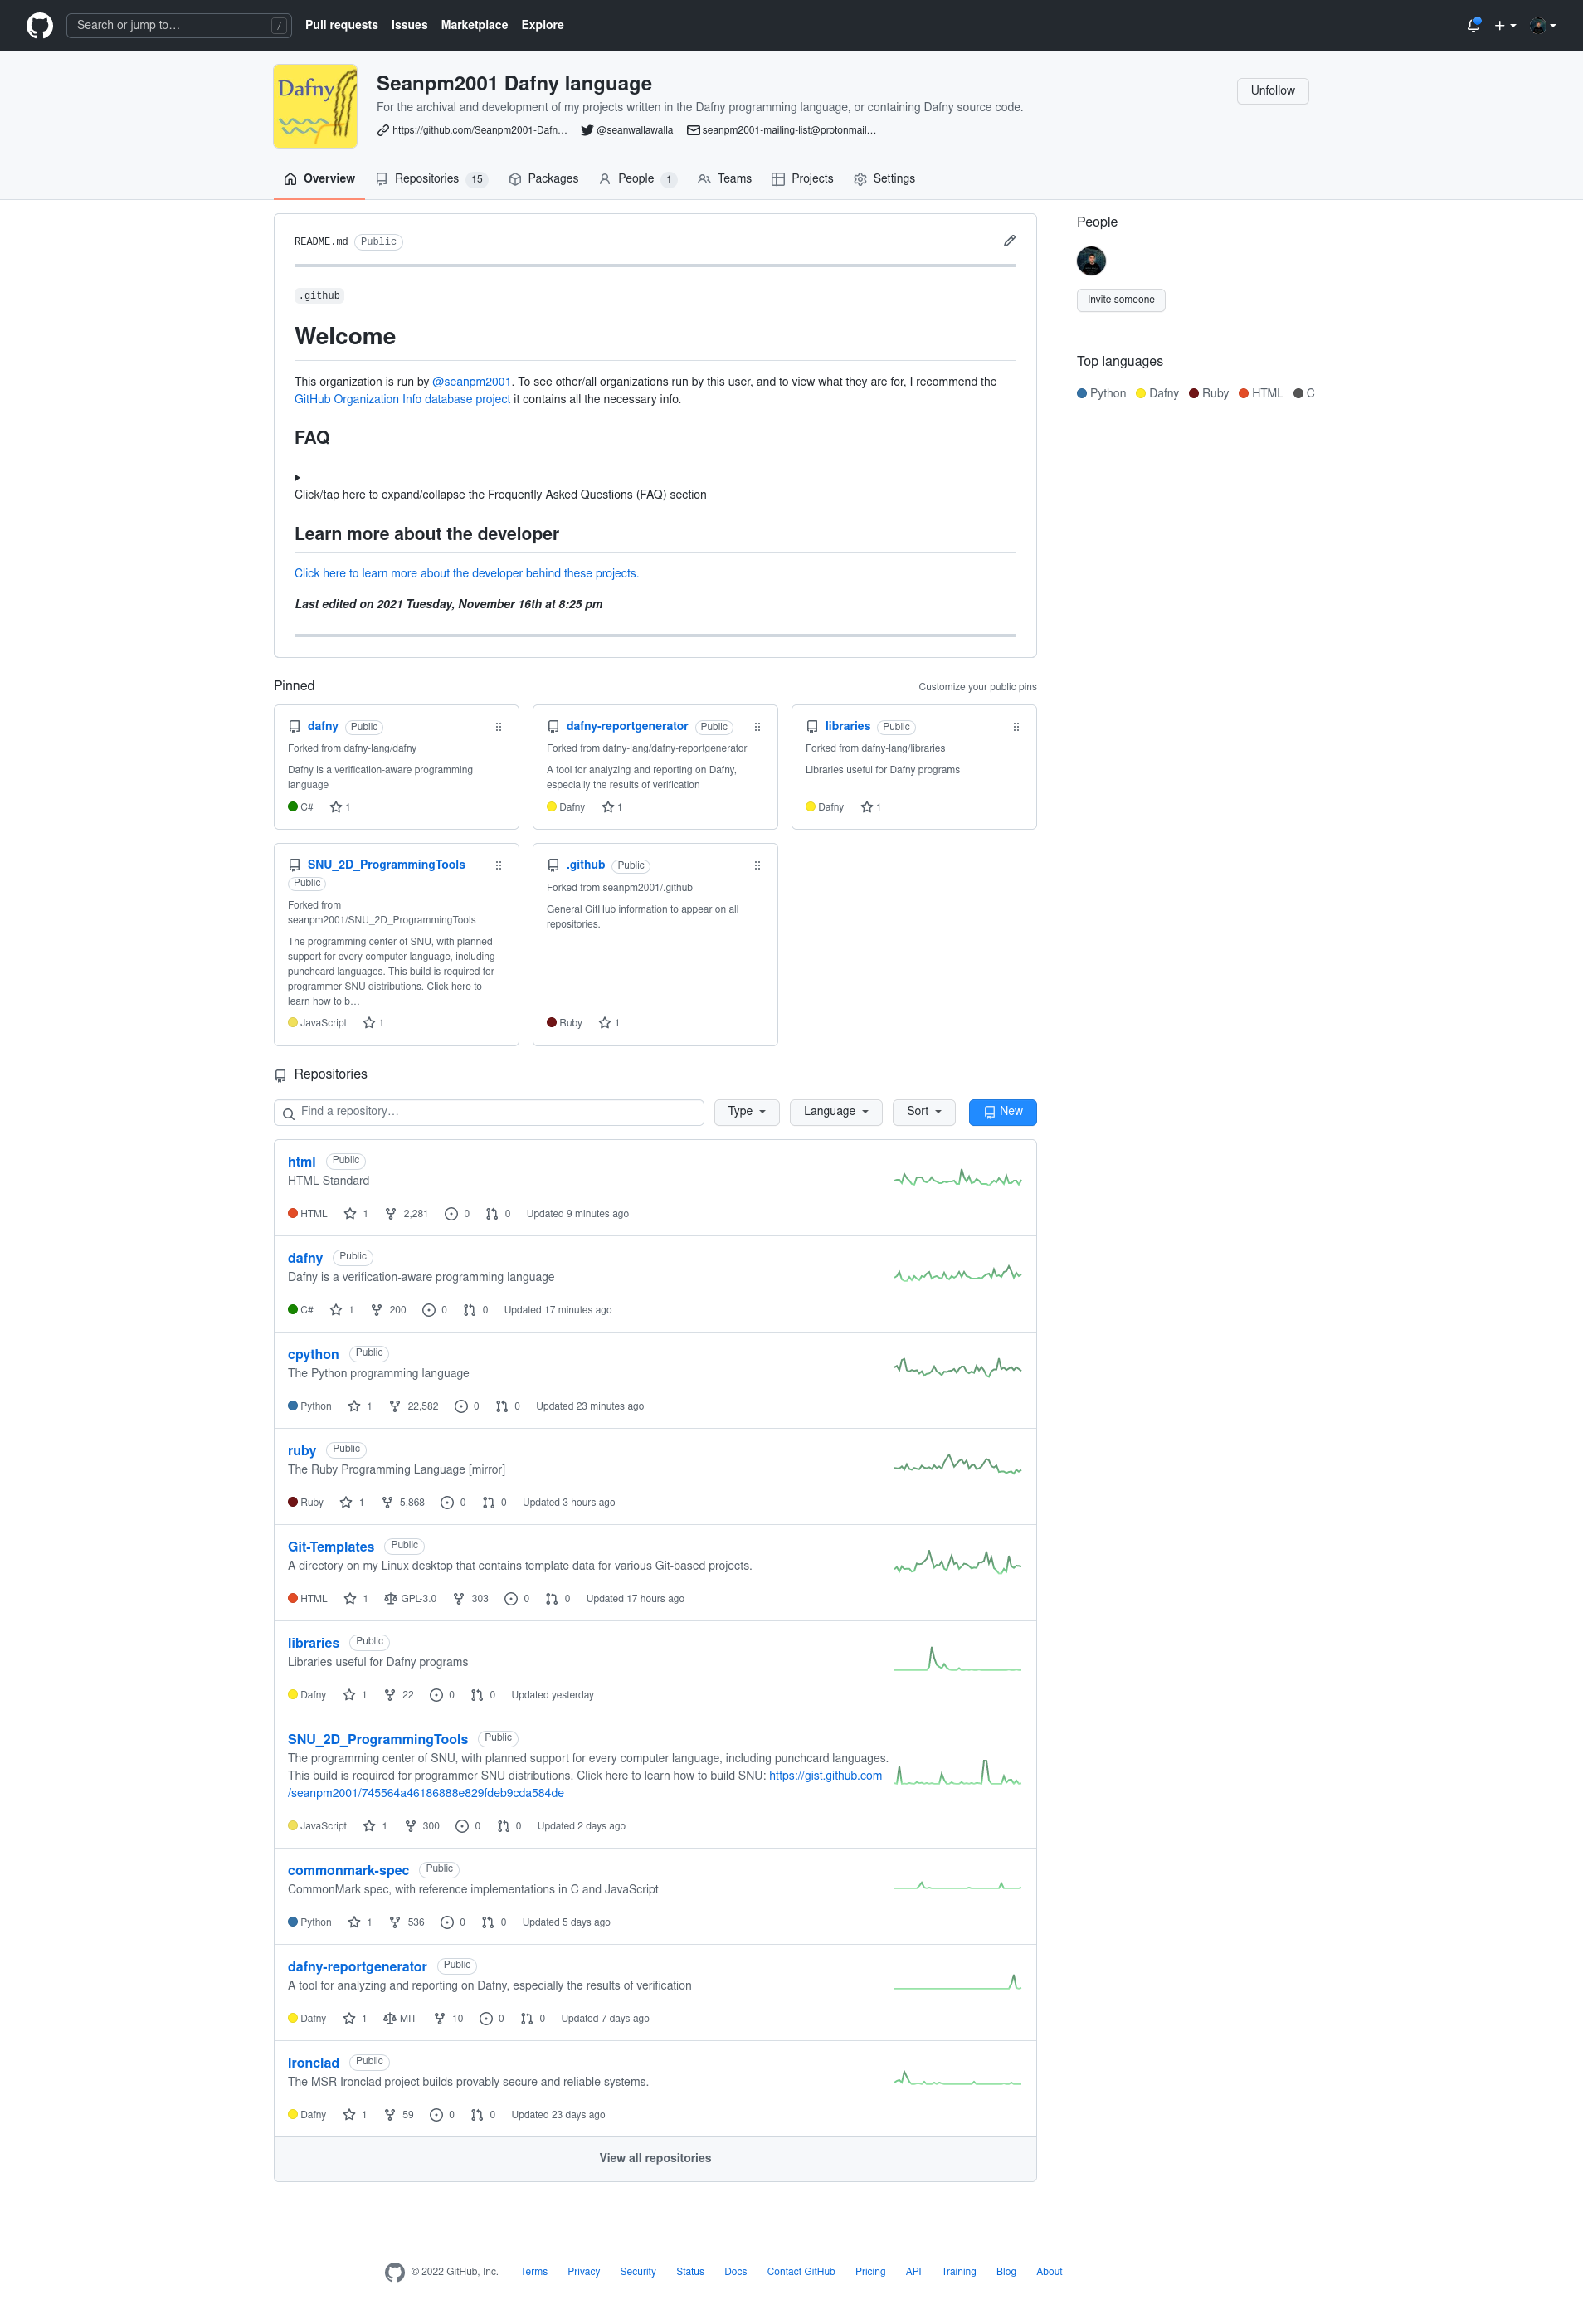 Search or jump to…
/
Pull requests
Issues
Marketplace
Explore
Dafny
Seanpm2001 Dafny language
For the archival and development of my projects written in the Dafny programming language, or containing Dafny source code.
https://github.com/Seanpm2001-Dafn… @seanwallawalla seanpm2001-mailing-list@protonmail…
Unfollow
Overview Repositories 15 Packages People 1 Teams Projects Settings
README.md Public
.github
Welcome
This organization is run by @seanpm2001. To see other/all organizations run by this user, and to view what they are for, I recommend the
GitHub Organization Info database project it contains all the necessary info.
FAQ
Click/tap here to expand/collapse the Frequently Asked Questions (FAQ) section
Learn more about the developer
Click here to learn more about the developer behind these projects.
Last edited on 2021 Tuesday, November 16th at 8:25 pm
People
Invite someone
Top languages
Python Dafny Ruby HTML C
Pinned
Customize your public pins
dafny Public
Forked from dafny-lang/dafny
Dafny is a verification-aware programming
language
C# 1
dafny-reportgenerator Public
Forked from dafny-lang/dafny-reportgenerator
A tool for analyzing and reporting on Dafny,
especially the results of verification
Dafny 1
libraries Public
Forked from dafny-lang/libraries
Libraries useful for Dafny programs
Dafny 1
SNU_2D_ProgrammingTools
Public
Forked from
seanpm2001/SNU_2D_ProgrammingTools
The programming center of SNU, with planned
support for every computer language, including
punchcard languages. This build is required for
programmer SNU distributions. Click here to
learn how to b…
JavaScript 1
.github Public
Forked from seanpm2001/.github
General GitHub information to appear on all
repositories.
Ruby 1
Repositories
Find a repository…
Type
Language
Sort
New
html Public
HTML Standard
HTML 1 2,281 0 0 Updated 9 minutes ago
dafny Public
Dafny is a verification-aware programming language
C# 1 200 0 0 Updated 17 minutes ago
cpython Public
The Python programming language
Python 1 22,582 0 0 Updated 23 minutes ago
ruby Public
The Ruby Programming Language [mirror]
Ruby 1 5,868 0 0 Updated 3 hours ago
Git-Templates Public
A directory on my Linux desktop that contains template data for various Git-based projects.
HTML 1 GPL-3.0 303 0 0 Updated 17 hours ago
libraries Public
Libraries useful for Dafny programs
Dafny 1 22 0 0 Updated yesterday
SNU_2D_ProgrammingTools Public
The programming center of SNU, with planned support for every computer language, including punchcard languages.
This build is required for programmer SNU distributions. Click here to learn how to build SNU: https://gist.github.com
/seanpm2001/745564a46186888e829fdeb9cda584de
JavaScript 1 300 0 0 Updated 2 days ago
commonmark-spec Public
CommonMark spec, with reference implementations in C and JavaScript
Python 1 536 0 0 Updated 5 days ago
dafny-reportgenerator Public
A tool for analyzing and reporting on Dafny, especially the results of verification
Dafny 1 MIT 10 0 0 Updated 7 days ago
Ironclad Public
The MSR Ironclad project builds provably secure and reliable systems.
Dafny 1 59 0 0 Updated 23 days ago
View all repositories
© 2022 GitHub, Inc. Terms Privacy Security Status Docs Contact GitHub Pricing API Training Blog About